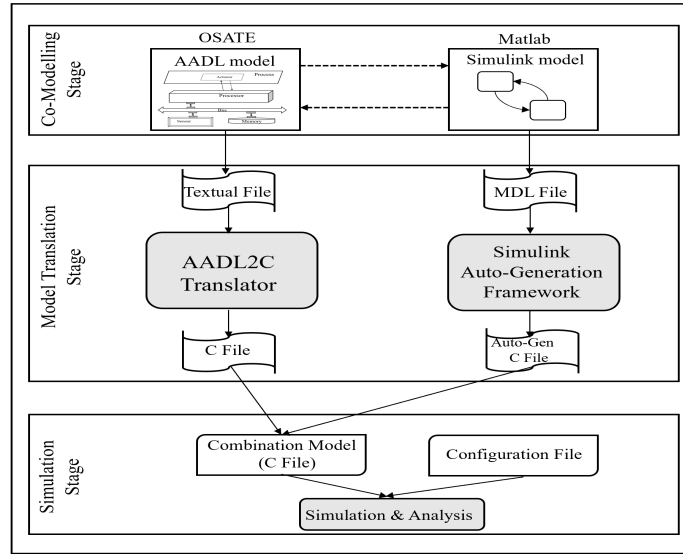 OSATE
Matlab
Co-Modelling
Stage
AADL model
Process
Actuator
Processor
Bus
Sensor
Memory
Simulink model
Model Translation
Stage
Textual File
MDL File
AADL2C
Translator
Simulink
Auto-Generation
Framework
C File
Auto-Gen
C File
Simulation
Stage
Combination Model
(C File)
Configuration File
Simulation & Analysis